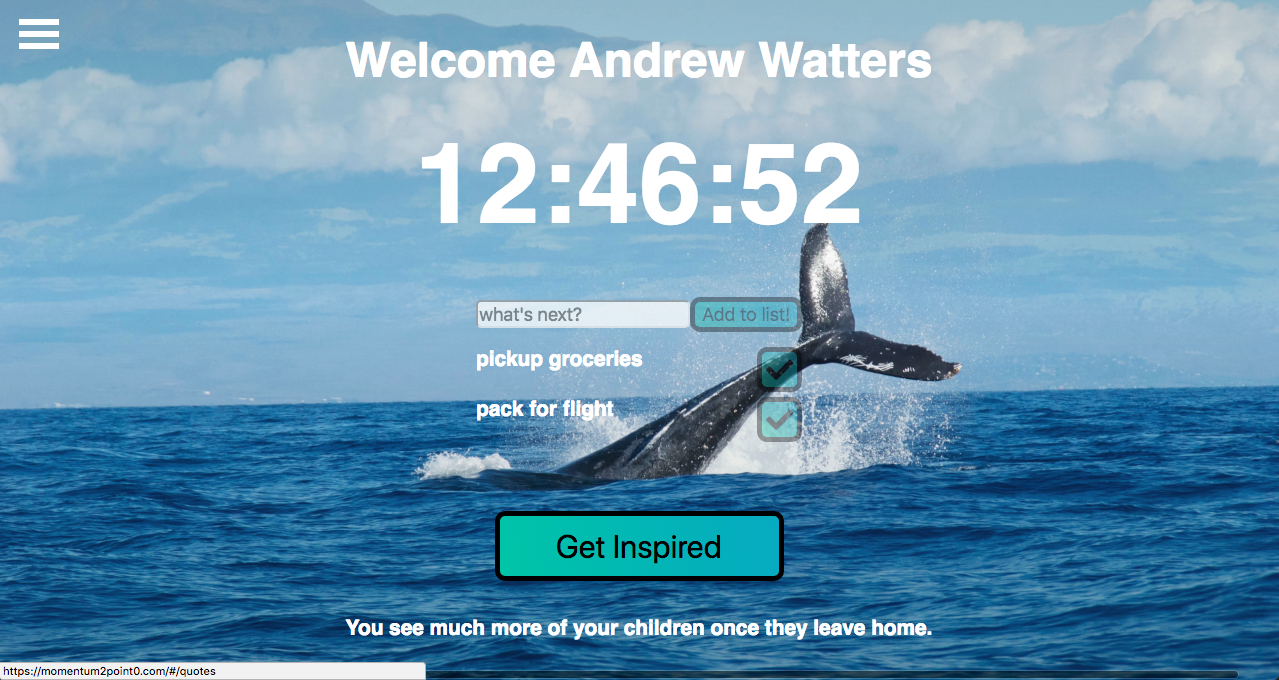 Welcome Andrew Watters
12:46:52
what's next?
Add to list!
pickup groceries
pack for flight
Get Inspired
You see much more of your children once they leave home.
https://momentum2point0.com/#/quotes